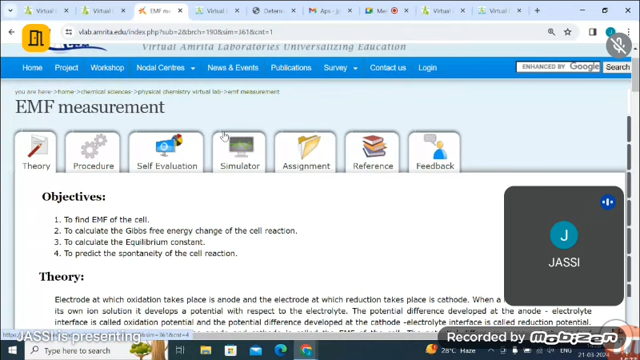 Virtual
Virtual L
EMF me
Virtual L
Determi
Aps - jo
Meet
Virtual L
Virtual L
vlab.amrita.edu/index.php?sub=2&brch=190&sim=361&cnt=1
Virtual Amrita Laboratories Universalizing Education
Home Project Workshop Nodal Centres News & Events Publications Survey Contact us Login
ENHANCED BY Google Search
you are here->home->chemical sciences->physical chemistry virtual lab->emf measurement
EMF measurement
Theory Procedure Self Evaluation Simulator Assignment Reference Feedback
Objectives:
1. To find EMF of the cell.
2. To calculate the Gibbs free energy change of the cell reaction.
3. To calculate the Equilibrium constant.
4. To predict the spontaneity of the cell reaction.
Theory:
Electrode at which oxidation takes place is anode and the electrode at which reduction takes place is cathode. When a
its own ion solution it develops a potential with respect to the electrolyte. The potential difference developed at the anode - electrolyte
interface is called oxidation potential and the potential difference developed at the cathode -electrolyte interface is called reduction potential.
J
JASSI
JASSI is presenting
Recorded by MOBIZEN
Type here to search
28°C Haze
ENG
21-03-2024